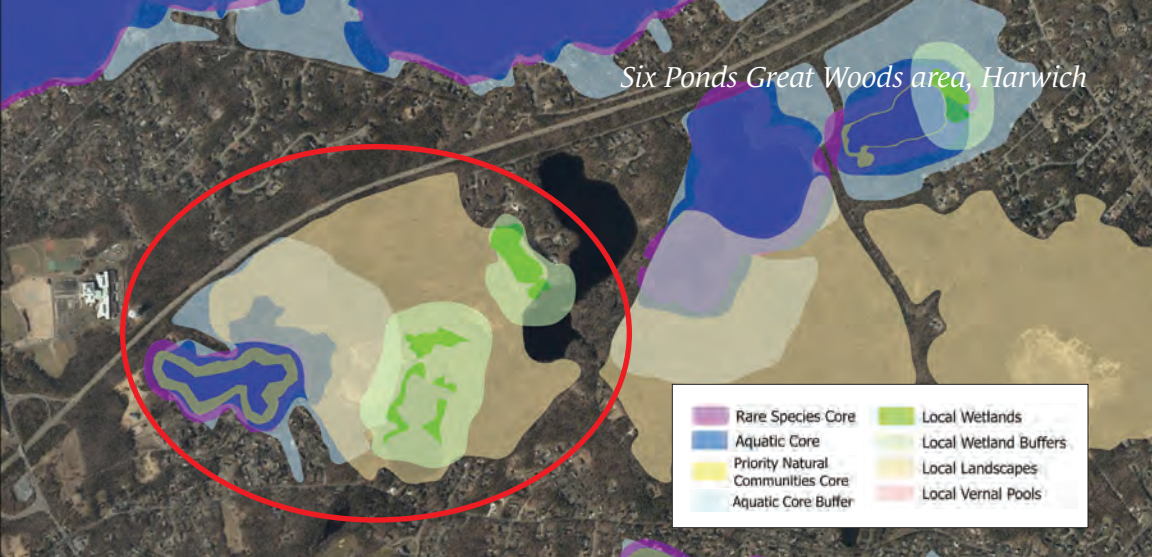 Six Ponds Great Woods area, Harwich
Rare Species Core
Aquatic Core
Priority Natural
Communities Core
Aquatic Core Buffer
Local Wetlands
Local Wetland Buffers
Local Landscapes
Local Vernal Pools